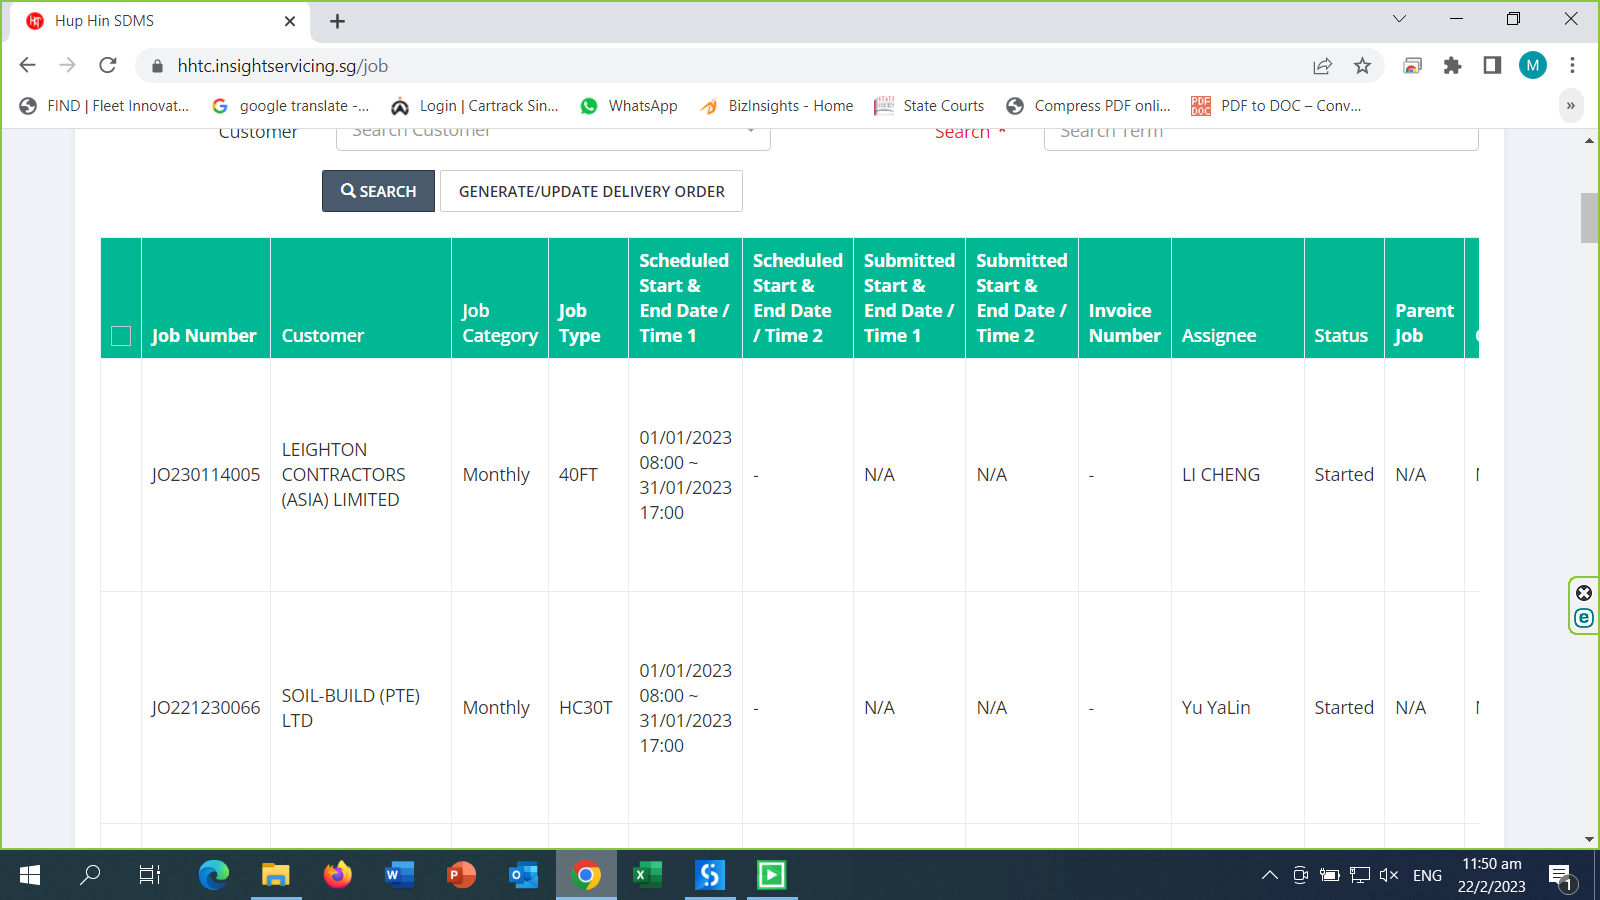 Hup Hin SDMS
hhtc.insightservicing.sg/job
M
FIND | Fleet Innovat...
google translate -...
Login | Cartrack Sin...
WhatsApp
BizInsights - Home
State Courts
Compress PDF onli...
PDF to DOC – Conv...
»
Customer
Search Customer
Search *
Search Term
SEARCH
GENERATE/UPDATE DELIVERY ORDER
Job Number
Customer
Job
Category
Job
Type
Scheduled
Start &
End Date /
Time 1
Scheduled
Start &
End Date
/ Time 2
Submitted
Start &
End Date /
Time 1
Submitted
Start &
End Date /
Time 2
Invoice
Number
Assignee
Status
Parent
Job
JO230114005
LEIGHTON
CONTRACTORS
(ASIA) LIMITED
Monthly
40FT
01/01/2023
08:00 ~
31/01/2023
17:00
-
N/A
N/A
-
LI CHENG
Started
N/A
JO221230066
SOIL-BUILD (PTE)
LTD
Monthly
HC30T
01/01/2023
08:00 ~
31/01/2023
17:00
-
N/A
N/A
-
Yu YaLin
Started
N/A
ENG
11:50 am
22/2/2023
1